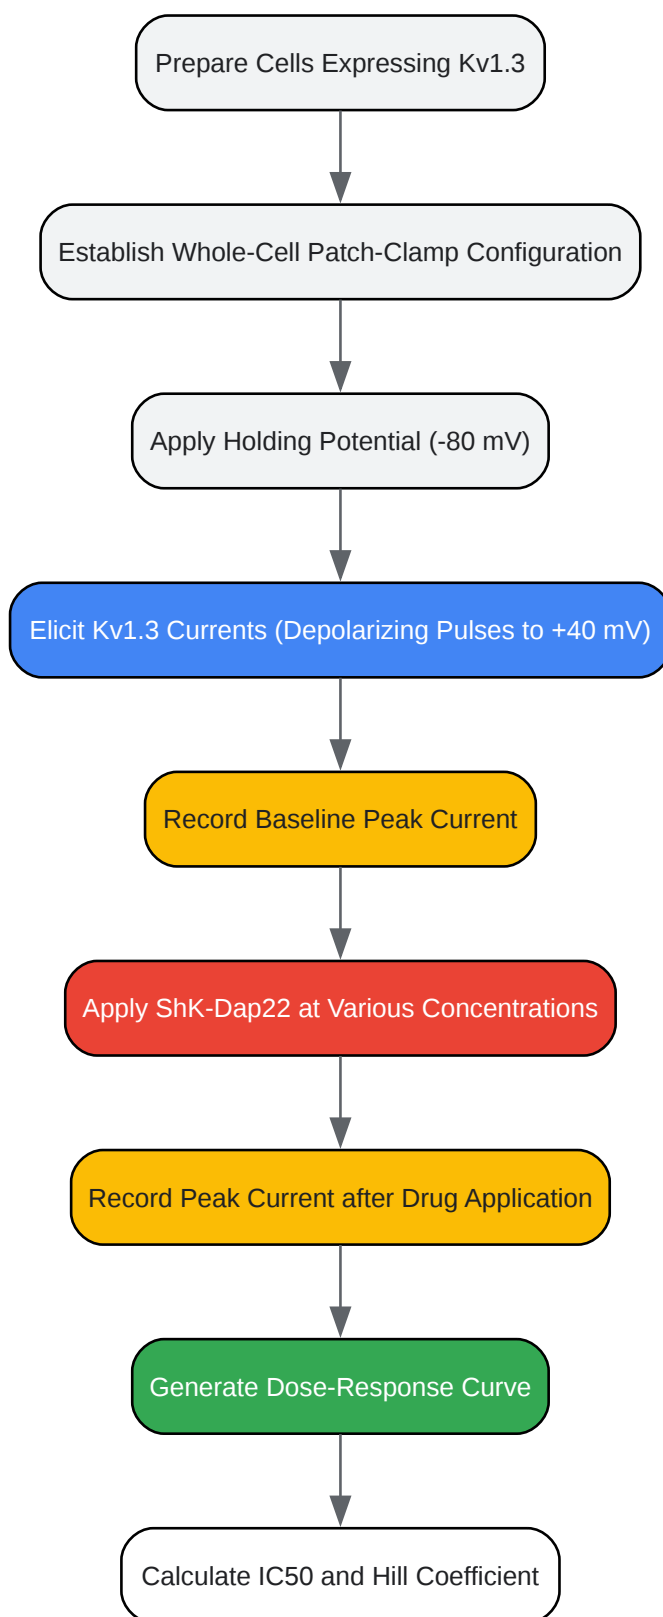 Prepare Cells Expressing Kv1.3
Establish Whole-Cell Patch-Clamp Configuration
Apply Holding Potential (-80 mV)
Elicit Kv1.3 Currents (Depolarizing Pulses to +40 mV)
Record Baseline Peak Current
Apply ShK-Dap22 at Various Concentrations
Record Peak Current after Drug Application
Generate Dose-Response Curve
Calculate IC50 and Hill Coefficient